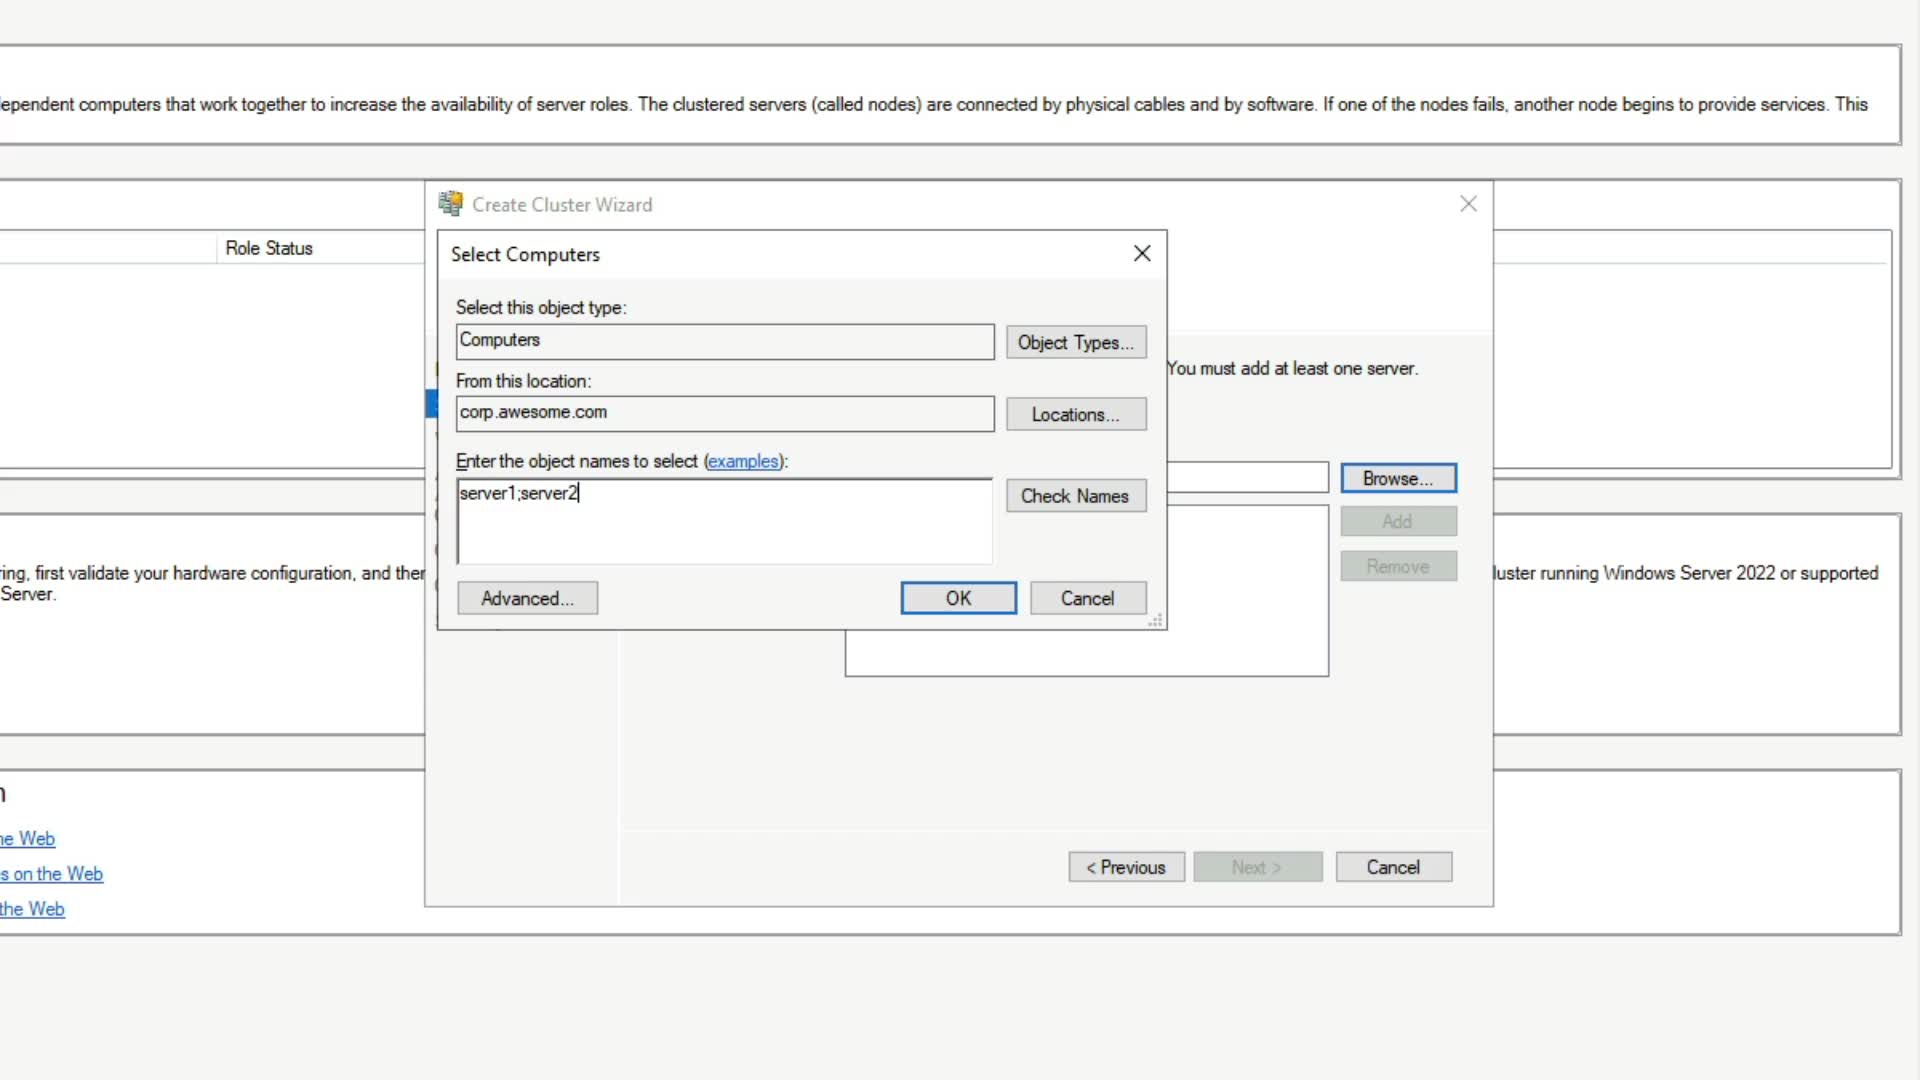 ependent computers that work together to increase the availability of server roles. The clustered servers (called nodes) are connected by physical cables and by software. If one of the nodes fails, another node begins to provide services. This
Create Cluster Wizard
Role Status
Select Computers
Select this object type:
Computers
Object Types...
You must add at least one server.
From this location:
corp.awesome.com
Locations...
Enter the object names to select (examples):
Browse...
server1;server2
Check Names
Add
Remove
ring, first validate your hardware configuration, and then
luster running Windows Server 2022 or supported
Server.
Advanced...
OK
Cancel
n
he Web
< Previous
Next >
Cancel
s on the Web
the Web